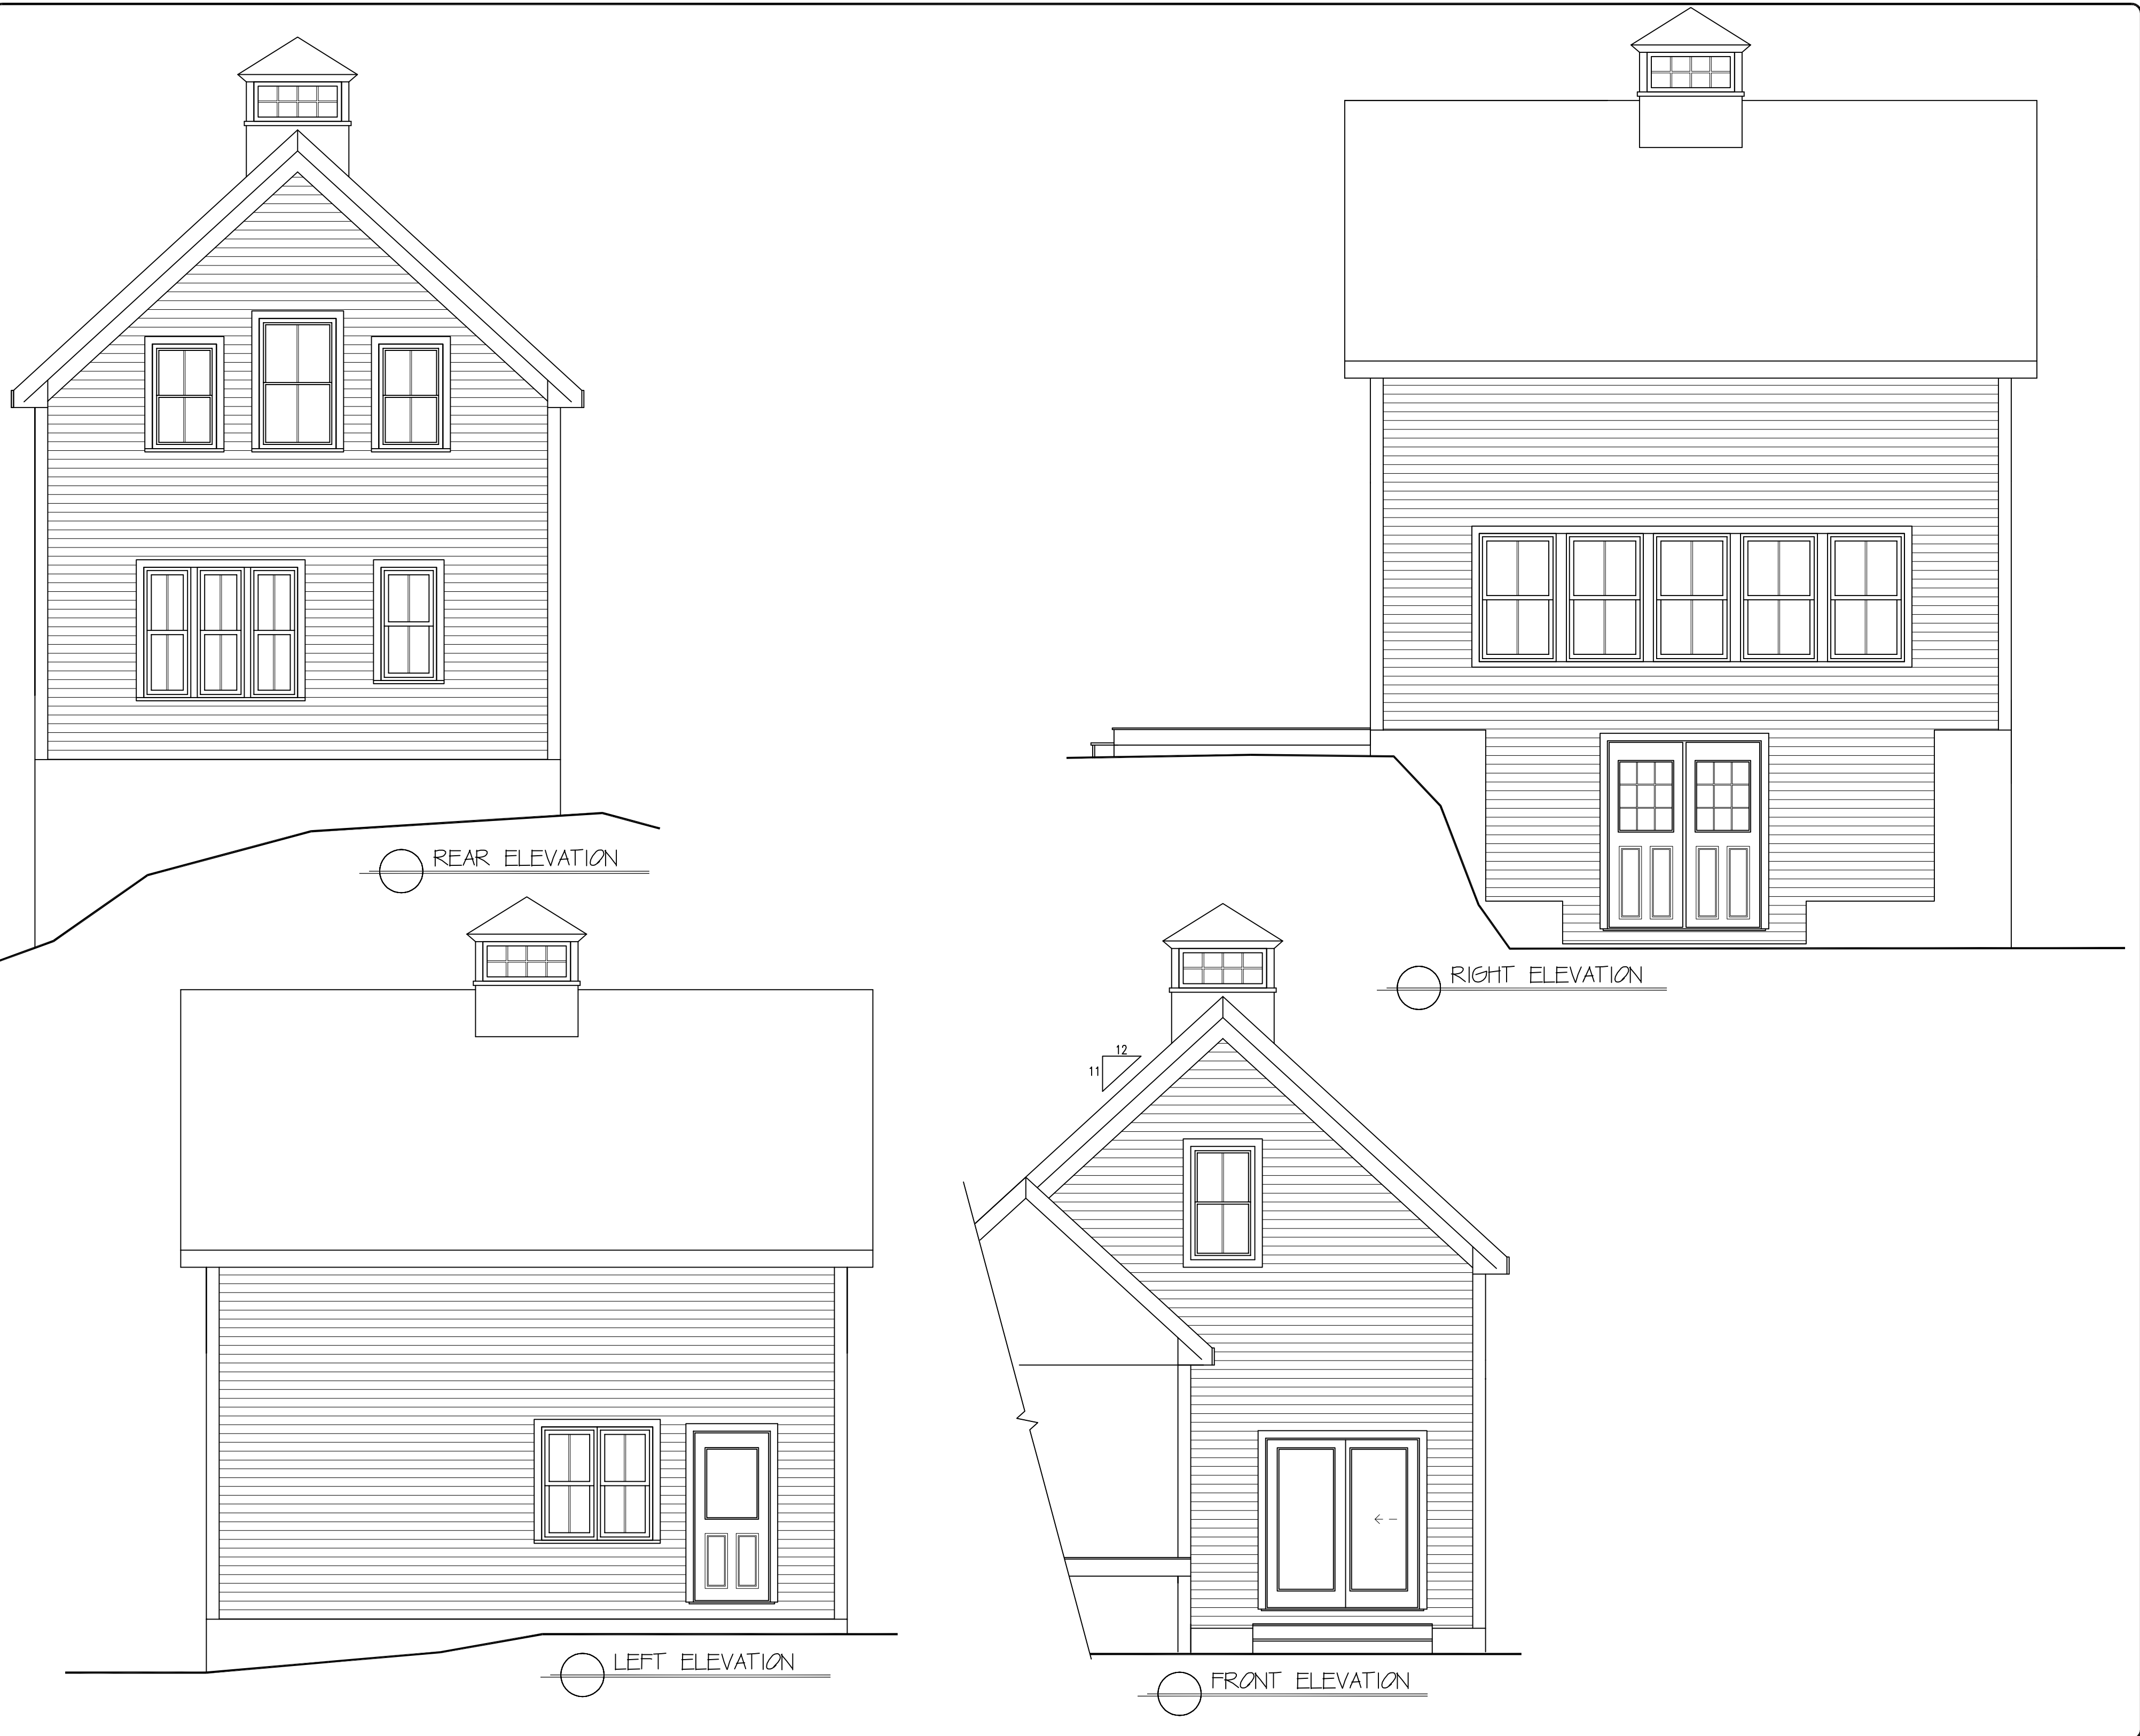 REAR ELEVATION
RIGHT ELEVATION
12
11
LEFT ELEVATION
FRONT ELEVATION